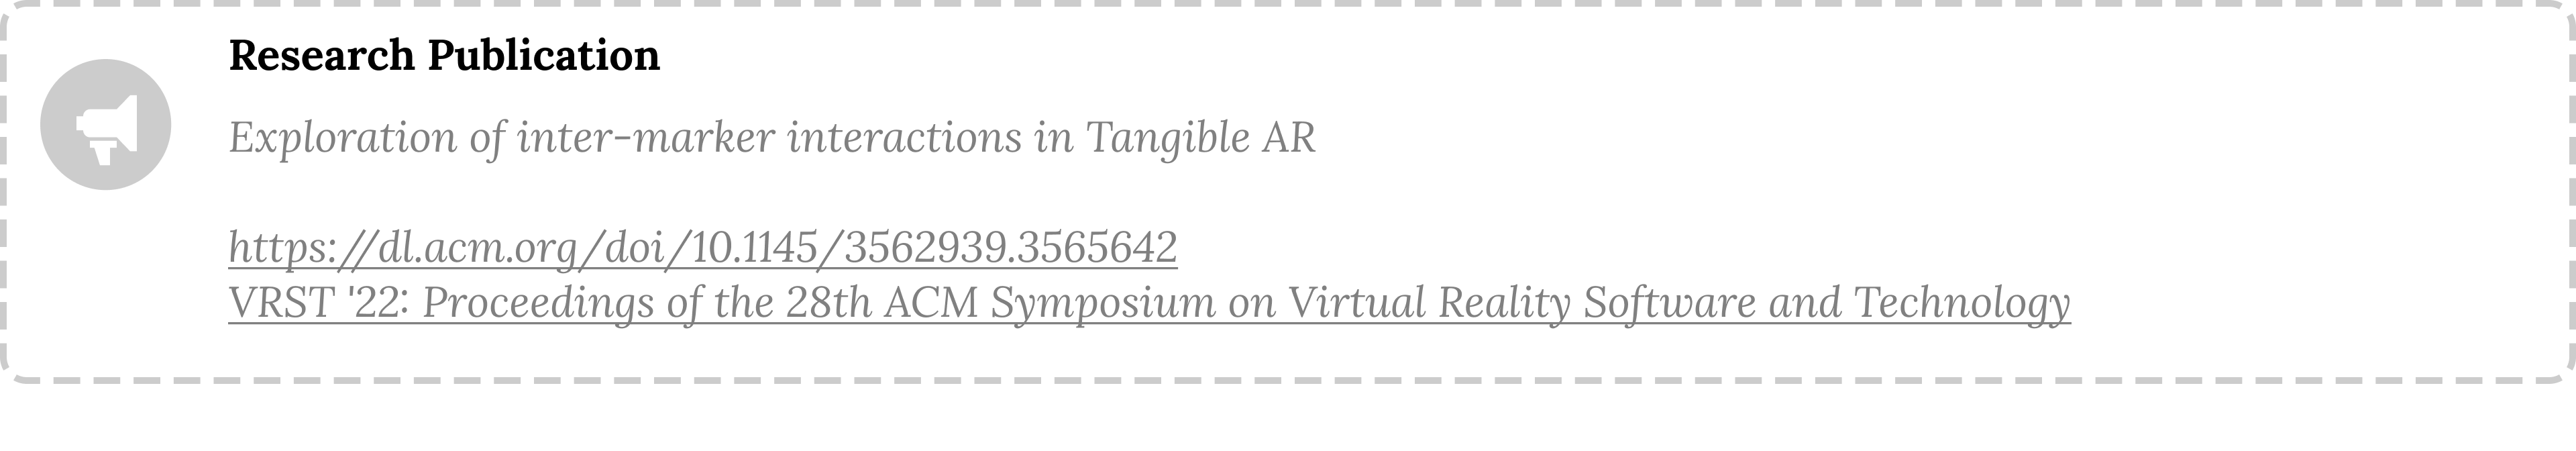 Research Publication
Exploration of inter-marker interactions in Tangible AR
https://dl.acm.org/doi/10.1145/3562939.3565642
VRST '22: Proceedings of the 28th ACM Symposium on Virtual Reality Software and Technology